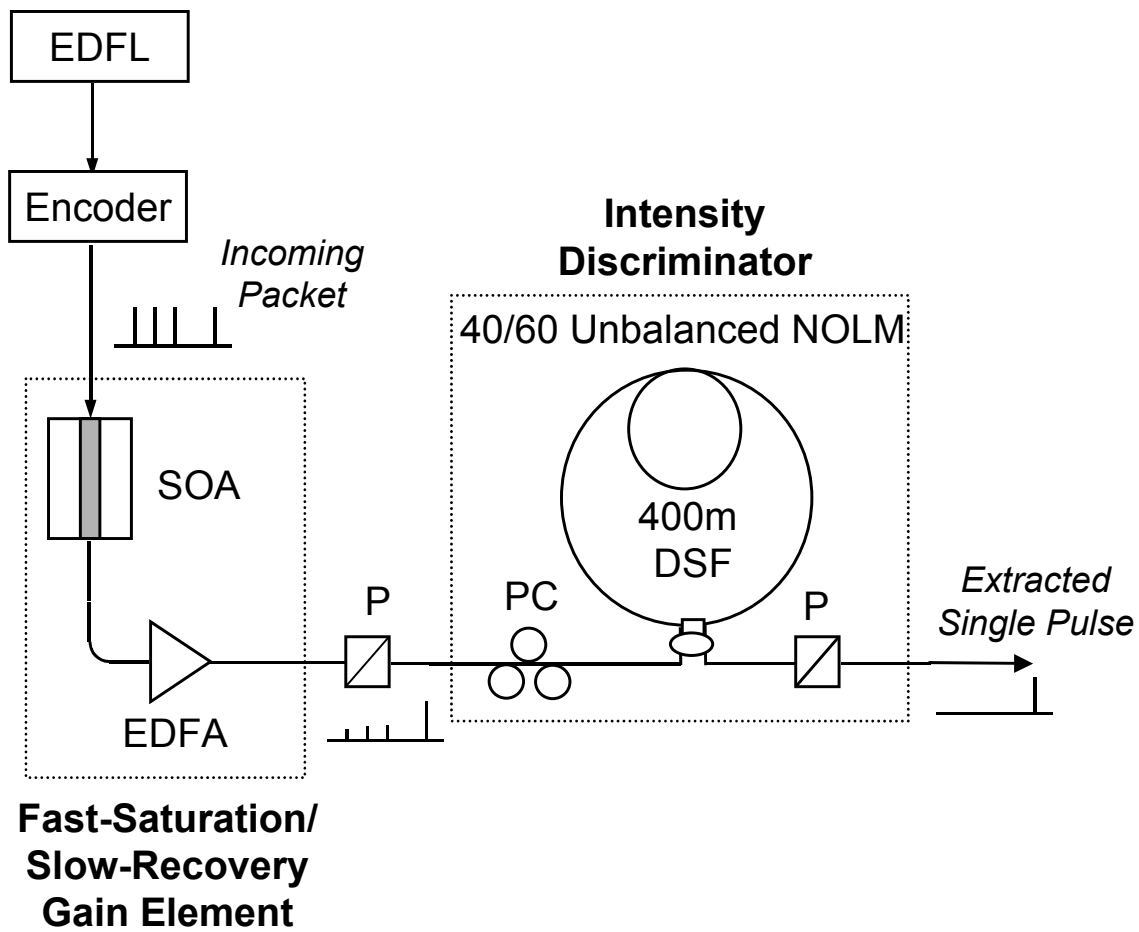 EDFL
Encoder
Incoming
Packet
Intensity
Discriminator
40/60 Unbalanced NOLM
SOA
400m
DSF
P
PC
P
Extracted
Single Pulse
EDFA
Fast-Saturation/
Slow-Recovery
Gain Element